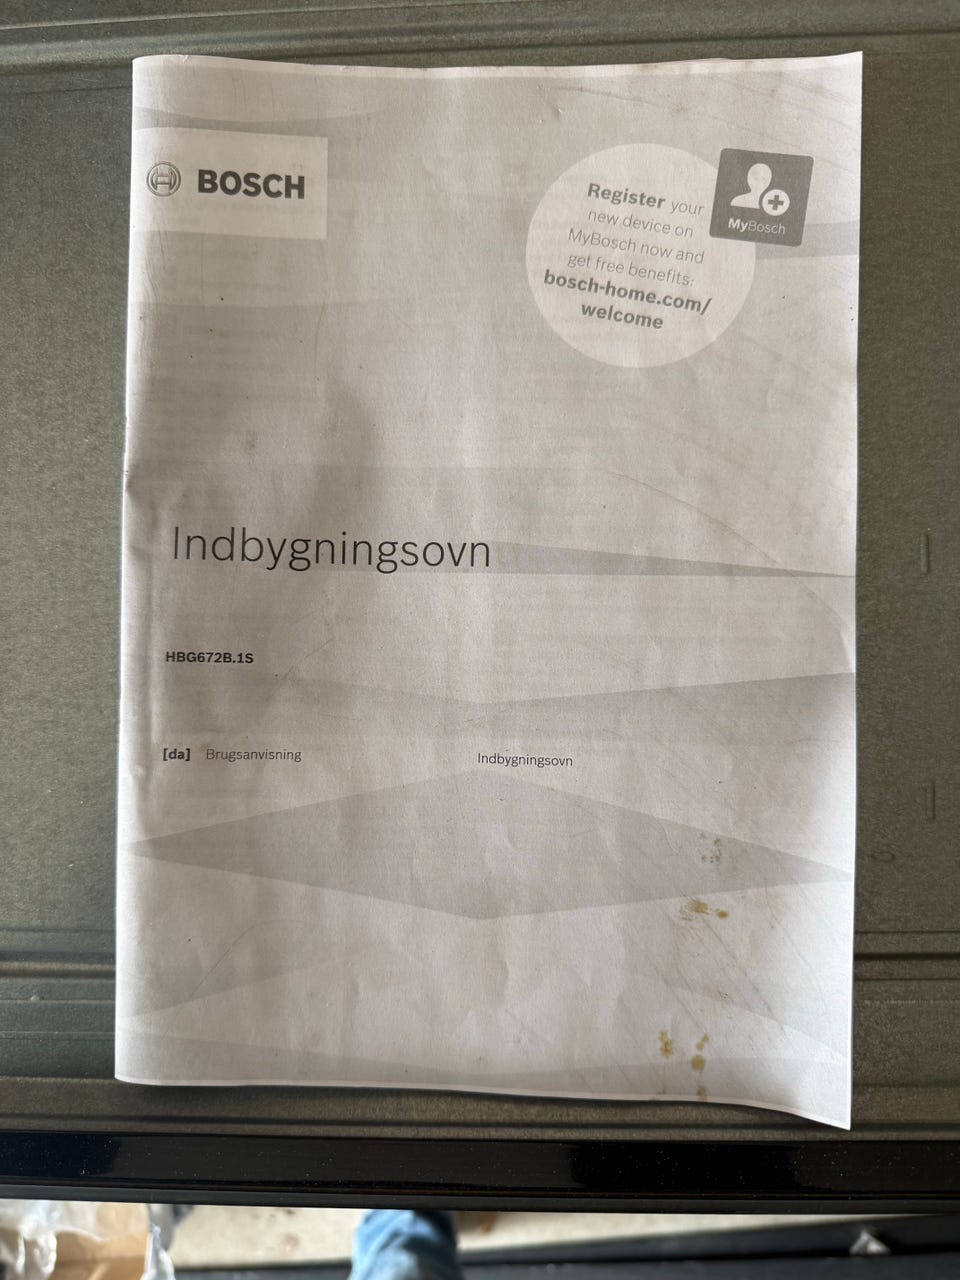 BOSCH
Register your
new device on
MyBosch now and
get free benefits:
bosch-home.com/
welcome
MyBosch
Indbygningsovn
HBG672B.1S
[da] Brugsanvisning
Indbygningsovn